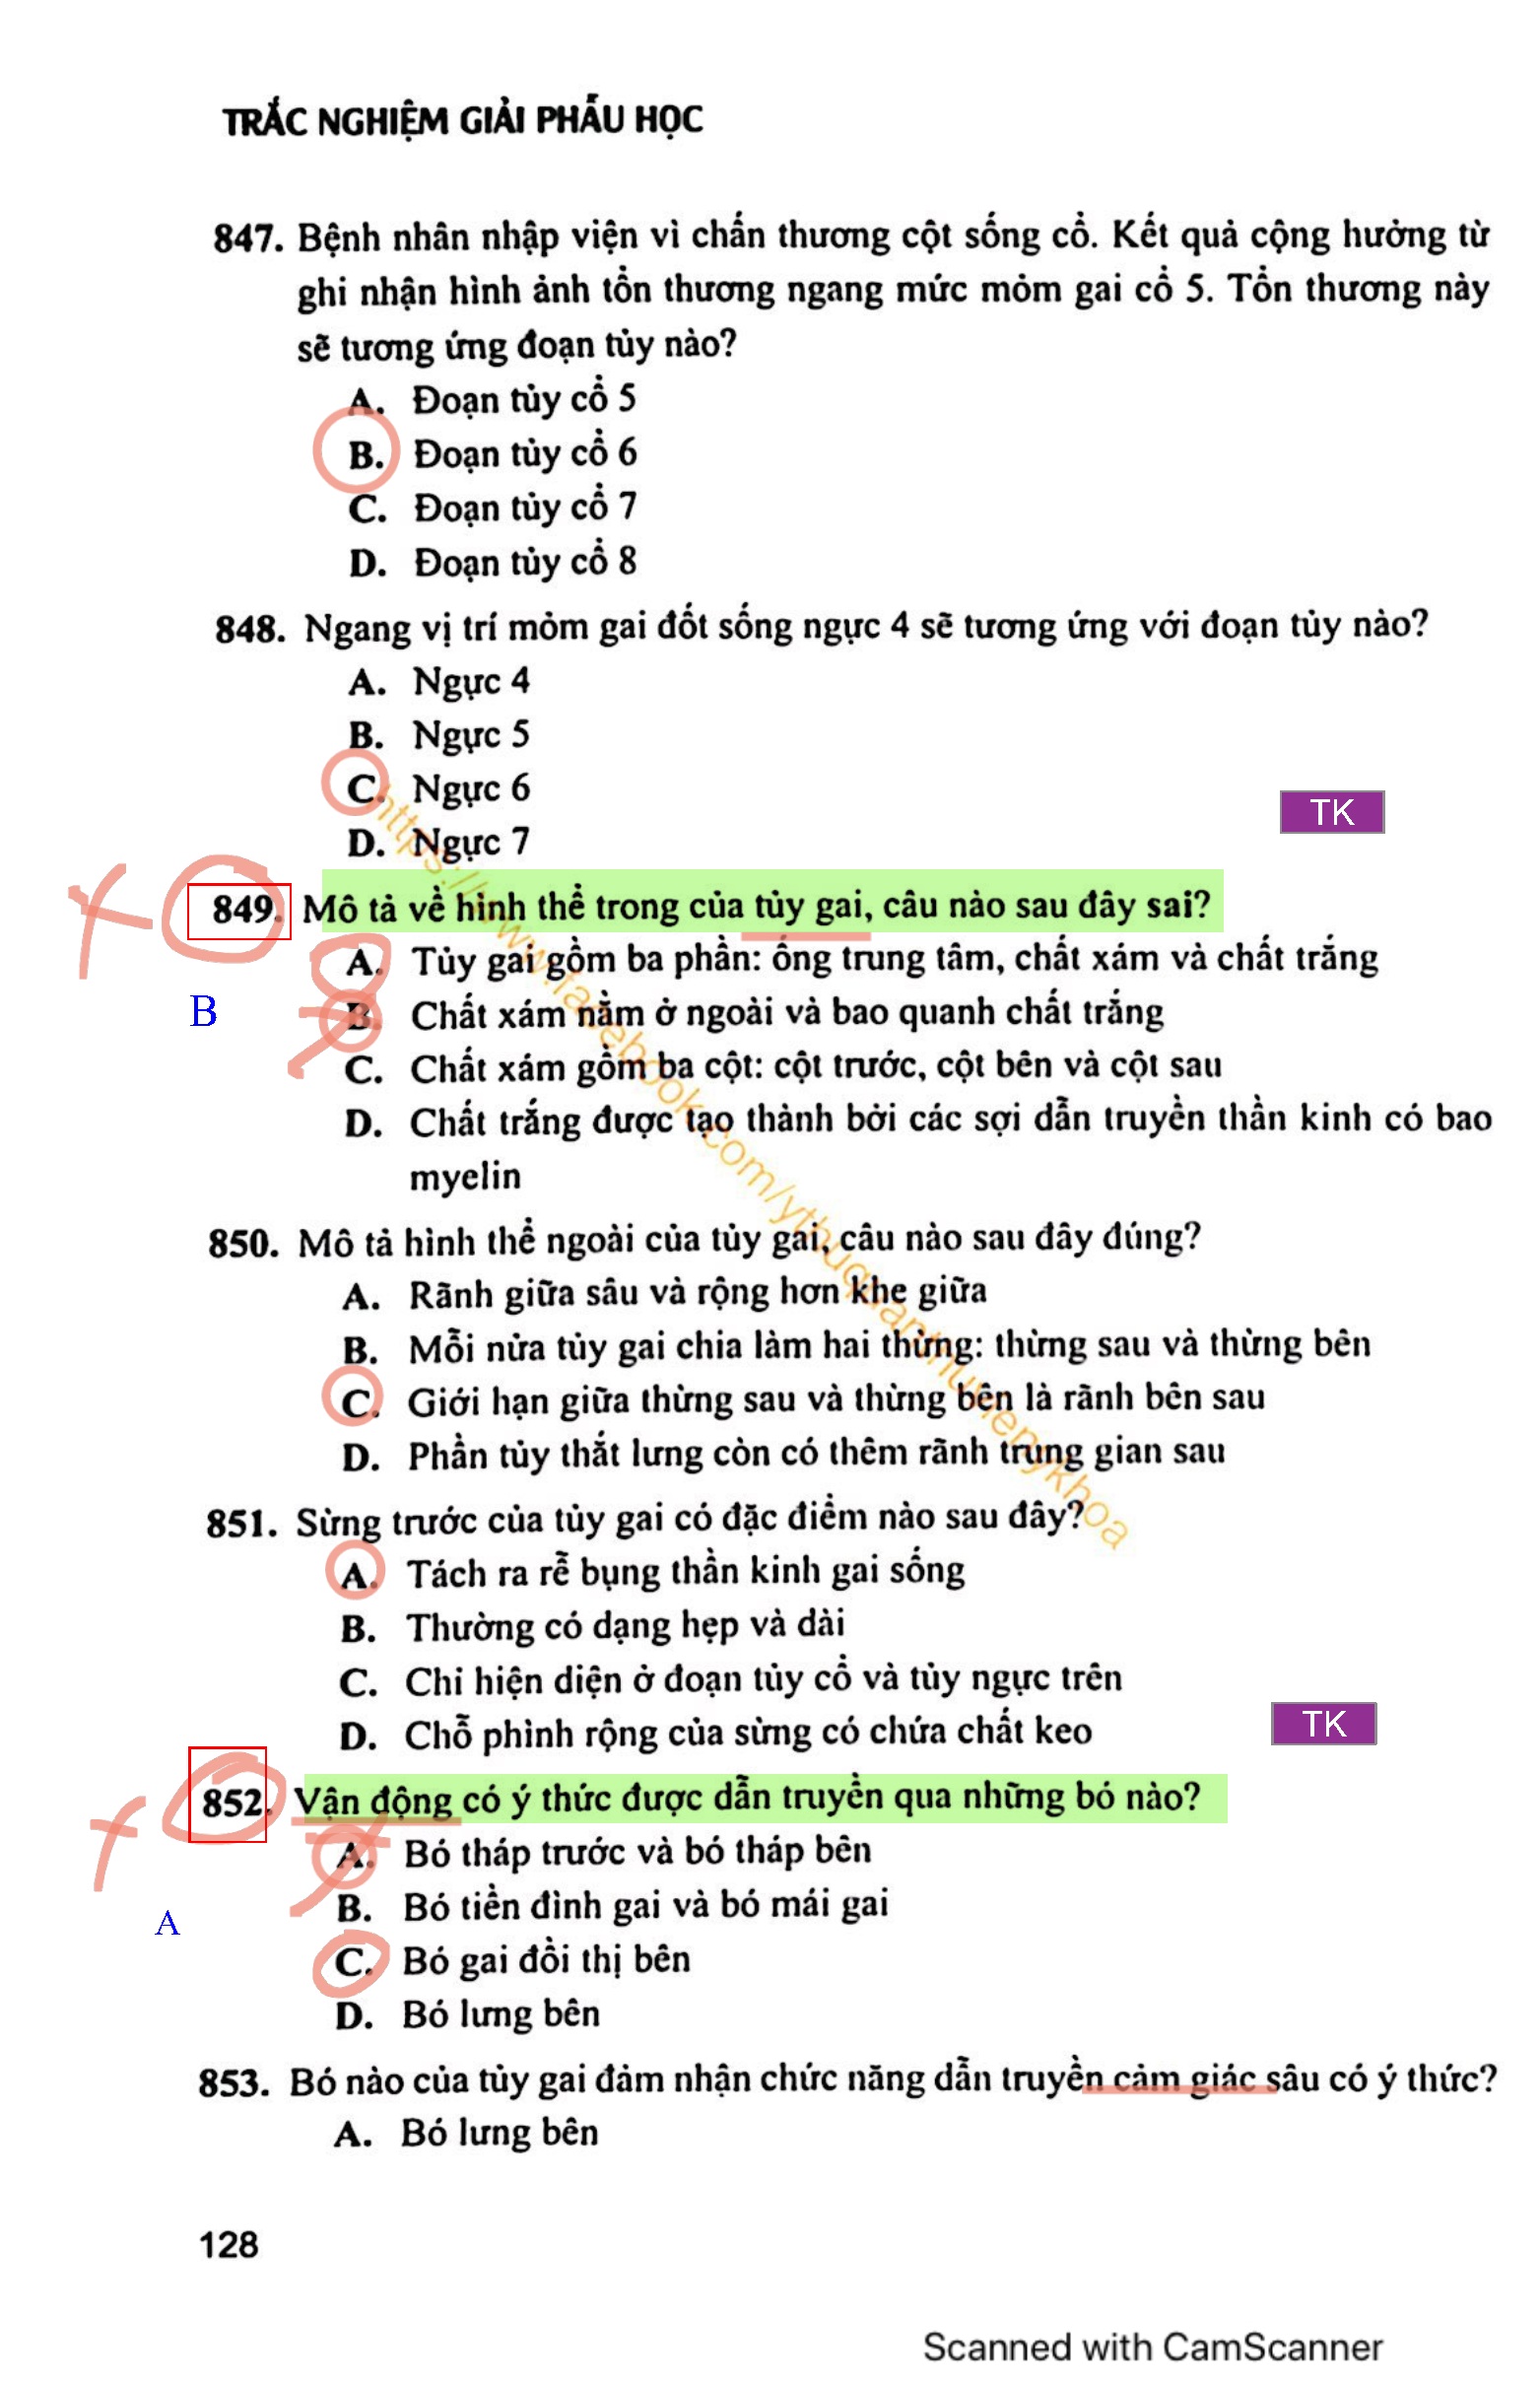 TRẮC NGHIỆM GIẢI PHẪU HỌC
847. Bệnh nhân nhập viện vì chấn thương cột sống cổ. Kết quả cộng hưởng từ
ghi nhận hình ảnh tổn thương ngang mức mỏm gai cổ 5. Tổn thương này
sẽ tương ứng đoạn tủy nào?
A. Đoạn tủy cổ 5
B. Đoạn tủy cổ 6
C. Đoạn tủy cổ 7
D. Đoạn tủy cổ 8
848. Ngang vị trí mỏm gai đốt sống ngực 4 sẽ tương ứng với đoạn tủy nào?
A. Ngực 4
B. Ngực 5
C. Ngực 6
TK
D. Ngực 7
849. Mô tả về hình thể trong của tủy gai, câu nào sau đây sai?
A. Tủy gai gồm ba phần: ống trung tâm, chất xám và chất trắng
B
B. Chất xám nằm ở ngoài và bao quanh chất trắng
C. Chất xám gồm ba cột: cột trước, cột bên và cột sau
D. Chất trắng được tạo thành bởi các sợi dẫn truyền thần kinh có bao
myelin
850. Mô tả hình thể ngoài của tủy gai, câu nào sau đây đúng?
A. Rãnh giữa sâu và rộng hơn khe giữa
B. Mỗi nửa tủy gai chia làm hai thừng: thừng sau và thừng bên
C. Giới hạn giữa thừng sau và thừng bên là rãnh bên sau
D. Phần tủy thắt lưng còn có thêm rãnh trung gian sau
https://www.facebook.com/ythuquanthuvienykhoa
851. Sừng trước của tủy gai có đặc điểm nào sau đây?
A. Tách ra rễ bụng thần kinh gai sống
B. Thường có dạng hẹp và dài
C. Chỉ hiện diện ở đoạn tủy cổ và tủy ngực trên
D. Chỗ phình rộng của sừng có chứa chất keo
TK
852. Vận động có ý thức được dẫn truyền qua những bó nào?
A. Bó tháp trước và bó tháp bên
B. Bó tiền đình gai và bó mái gai
A
C. Bó gai đồi thị bên
D. Bó lưng bên
853. Bó nào của tủy gai đảm nhận chức năng dẫn truyền cảm giác sâu có ý thức?
A. Bó lưng bên
128
Scanned with CamScanner